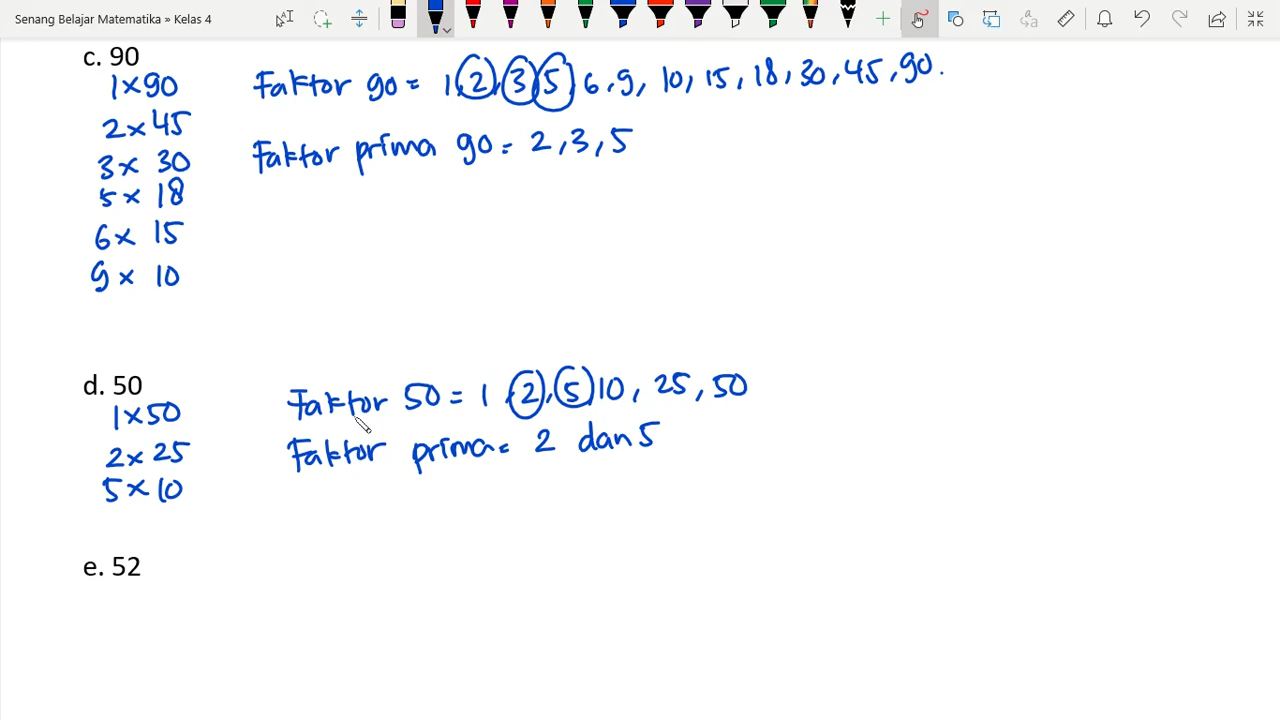 Senang Belajar Matematika » Kelas 4
c. 90
1 x 90
Faktor 90 = 1, 2, 3, 5, 6, 9, 10, 15, 18, 30, 45, 90.
2 x 45
Faktor prima 90 = 2, 3, 5
3 x 30
5 x 18
6 x 15
9 x 10
d. 50
Faktor 50 = 1, 2, 5, 10, 25, 50
1 x 50
Faktor prima = 2 dan 5
2 x 25
5 x 10
e. 52